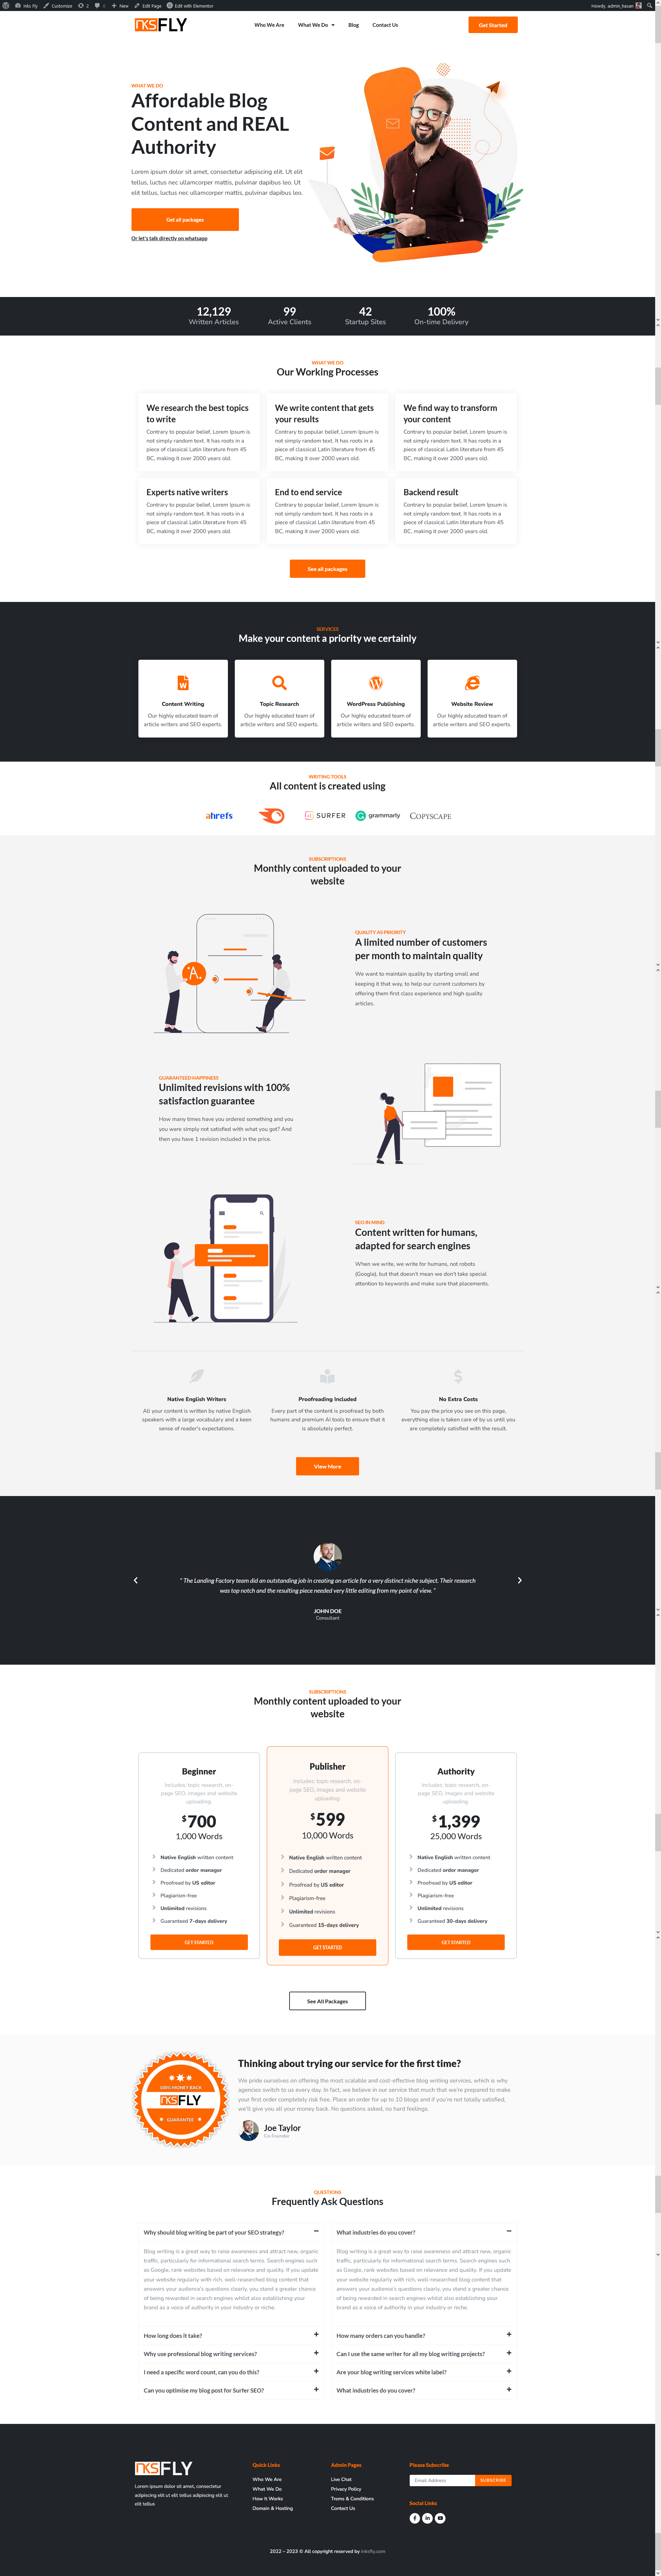 Inks Fly Customize 2 0 New Edit Page Edit with Elementor Howdy, admin_hasan
INKSFLY Who We Are What We Do Blog Contact Us Get Started
WHAT WE DO
Affordable Blog
Content and REAL
Authority
Lorem ipsum dolor sit amet, consectetur adipiscing elit. Ut elit
tellus, luctus nec ullamcorper mattis, pulvinar dapibus leo. Ut
elit tellus, luctus nec ullamcorper mattis, pulvinar dapibus leo.
Get all packages
Or let's talk directly on whatsapp
12,129 99 42 100%
Written Articles Active Clients Startup Sites On-time Delivery
WHAT WE DO
Our Working Processes
We research the best topics
to write
Contrary to popular belief, Lorem Ipsum is
not simply random text. It has roots in a
piece of classical Latin literature from 45
BC, making it over 2000 years old.
We write content that gets
your results
Contrary to popular belief, Lorem Ipsum is
not simply random text. It has roots in a
piece of classical Latin literature from 45
BC, making it over 2000 years old.
We find way to transform
your content
Contrary to popular belief, Lorem Ipsum is
not simply random text. It has roots in a
piece of classical Latin literature from 45
BC, making it over 2000 years old.
Experts native writers
Contrary to popular belief, Lorem Ipsum is
not simply random text. It has roots in a
piece of classical Latin literature from 45
BC, making it over 2000 years old.
End to end service
Contrary to popular belief, Lorem Ipsum is
not simply random text. It has roots in a
piece of classical Latin literature from 45
BC, making it over 2000 years old.
Backend result
Contrary to popular belief, Lorem Ipsum is
not simply random text. It has roots in a
piece of classical Latin literature from 45
BC, making it over 2000 years old.
See all packages
SERVICES
Make your content a priority we certainly
Content Writing
Our highly educated team of
article writers and SEO experts.
Topic Research
Our highly educated team of
article writers and SEO experts.
WordPress Publishing
Our highly educated team of
article writers and SEO experts.
Website Review
Our highly educated team of
article writers and SEO experts.
WRITING TOOLS
All content is created using
ahrefs SURFER grammarly COPYSCAPE
SUBSCRIPTIONS
Monthly content uploaded to your
website
QUALITY AS PRIORITY
A limited number of customers
per month to maintain quality
We want to maintain quality by starting small and
keeping it that way, to help our current customers by
offering them first class experience and high quality
articles.
GUARANTEED HAPPINESS
Unlimited revisions with 100%
satisfaction guarantee
How many times have you ordered something and you
you were simply not satisfied with what you got? And
then you have 1 revision included in the price.
SEO IN MIND
Content written for humans,
adapted for search engines
When we write, we write for humans, not robots
(Google), but that doesn't mean we don't take special
attention to keywords and make sure that placements.
Native English Writers
All your content is written by native English
speakers with a large vocabulary and a keen
sense of reader's expectations.
Proofreading Included
Every part of the content is proofread by both
humans and premium AI tools to ensure that it
is absolutely perfect.
No Extra Costs
You pay the price you see on this page,
everything else is taken care of by us until you
are completely satisfied with the result.
View More
" The Landing Factory team did an outstanding job in creating an article for a very distinct niche subject. Their research
was top notch and the resulting piece needed very little editing from my point of view. "
JOHN DOE
Consultant
SUBSCRIPTIONS
Monthly content uploaded to your
website
Beginner
Includes: topic research, on-
page SEO, images and website
uploading.
$700
1,000 Words
Native English written content
Dedicated order manager
Proofread by US editor
Plagiarism-free
Unlimited revisions
Guaranteed 7-days delivery
GET STARTED
Publisher
Includes: topic research, on-
page SEO, images and website
uploading.
$599
10,000 Words
Native English written content
Dedicated order manager
Proofread by US editor
Plagiarism-free
Unlimited revisions
Guaranteed 15-days delivery
GET STARTED
Authority
Includes: topic research, on-
page SEO, images and website
uploading.
$1,399
25,000 Words
Native English written content
Dedicated order manager
Proofread by US editor
Plagiarism-free
Unlimited revisions
Guaranteed 30-days delivery
GET STARTED
See All Packages
100% MONEY BACK
INKSFLY
GUARANTEE
Thinking about trying our service for the first time?
We pride ourselves on offering the most scalable and cost-effective blog writing services, which is why
agencies switch to us every day. In fact, we believe in our service that much that we're prepared to make
your first order completely risk free. Place an order for up to 10 blogs and if you're not totally satisfied,
we'll give you all your money back. No questions asked, no hard feelings.
Joe Taylor
Co-founder
QUESTIONS
Frequently Ask Questions
Why should blog writing be part of your SEO strategy?
Blog writing is a great way to raise awareness and attract new, organic
traffic, particularly for informational search terms. Search engines such
as Google, rank websites based on relevance and quality. If you update
your website regularly with rich, well-researched blog content that
answers your audience's questions clearly, you stand a greater chance
of being rewarded in search engines whilst also establishing your
brand as a voice of authority in your industry or niche.
How long does it take?
Why use professional blog writing services?
I need a specific word count, can you do this?
Can you optimise my blog post for Surfer SEO?
What industries do you cover?
Blog writing is a great way to raise awareness and attract new, organic
traffic, particularly for informational search terms. Search engines such
as Google, rank websites based on relevance and quality. If you update
your website regularly with rich, well-researched blog content that
answers your audience's questions clearly, you stand a greater chance
of being rewarded in search engines whilst also establishing your
brand as a voice of authority in your industry or niche.
How many orders can you handle?
Can I use the same writer for all my blog writing projects?
Are your blog writing services white label?
What industries do you cover?
INKSFLY
Lorem ipsum dolor sit amet, consectetur
adipiscing elit ut elit tellus adipiscing elit ut
elit tellus
Quick Links
Who We Are
What We Do
How It Works
Domain & Hosting
Admin Pages
Live Chat
Privacy Policy
Trems & Conditions
Contact Us
Please Subscribe
Email Address SUBSCRIBE
Social Links
2022 – 2023 © All copyright reserved by Inksfly.com